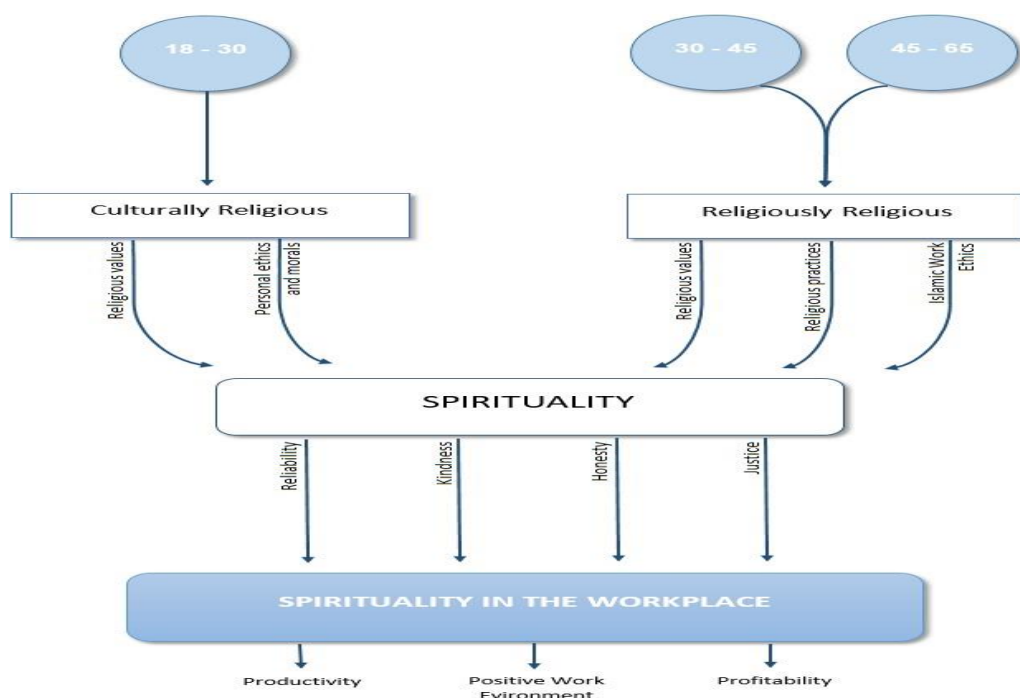 18 - 30
30 - 45
45 - 65
Culturally Religious
Religiously Religious
Religious values
Personal ethics
and morals
Religious values
Religious practices
Islamic Work
Ethics
SPIRITUALITY
Reliability
Kindness
Honesty
Justice
SPIRITUALITY IN THE WORKPLACE
Productivity
Positive Work
Evironment
Profitability